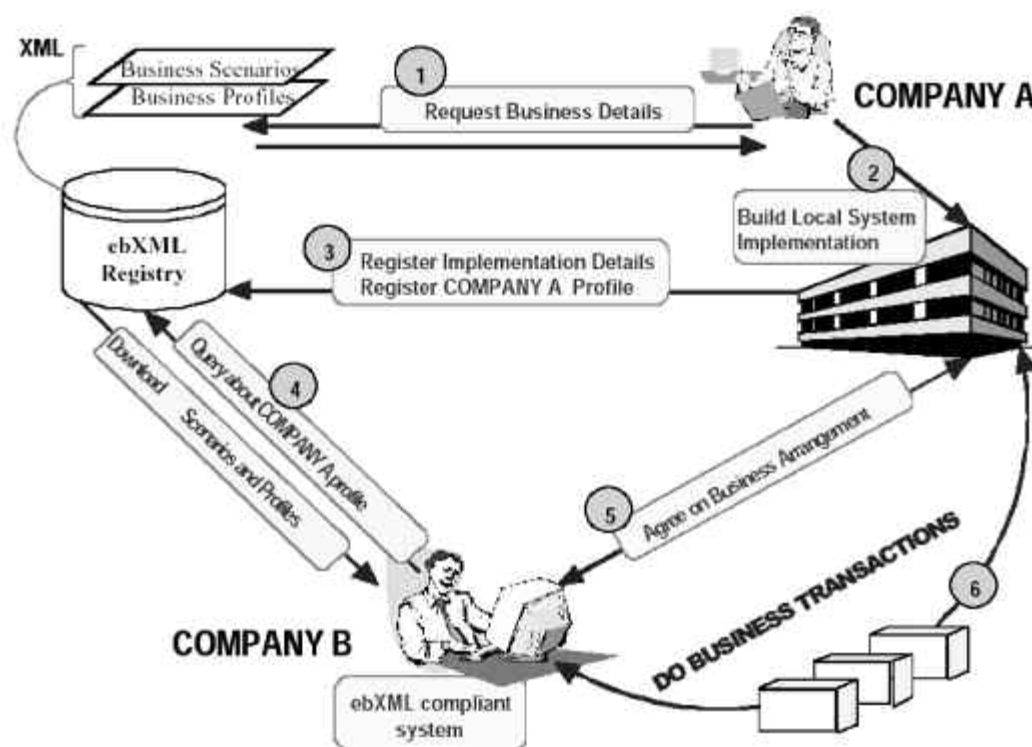 XML
Business Scenarios
Business Profiles
1
Request Business Details
COMPANY A
2
Build Local System
Implementation
ebXML
Registry
3
Register Implementation Details
Register COMPANY A Profile
4
Query about COMPANY A profile
Download Scenarios and Profiles
5
Agree on Business Arrangement
6
DO BUSINESS TRANSACTIONS
COMPANY B
ebXML compliant
system